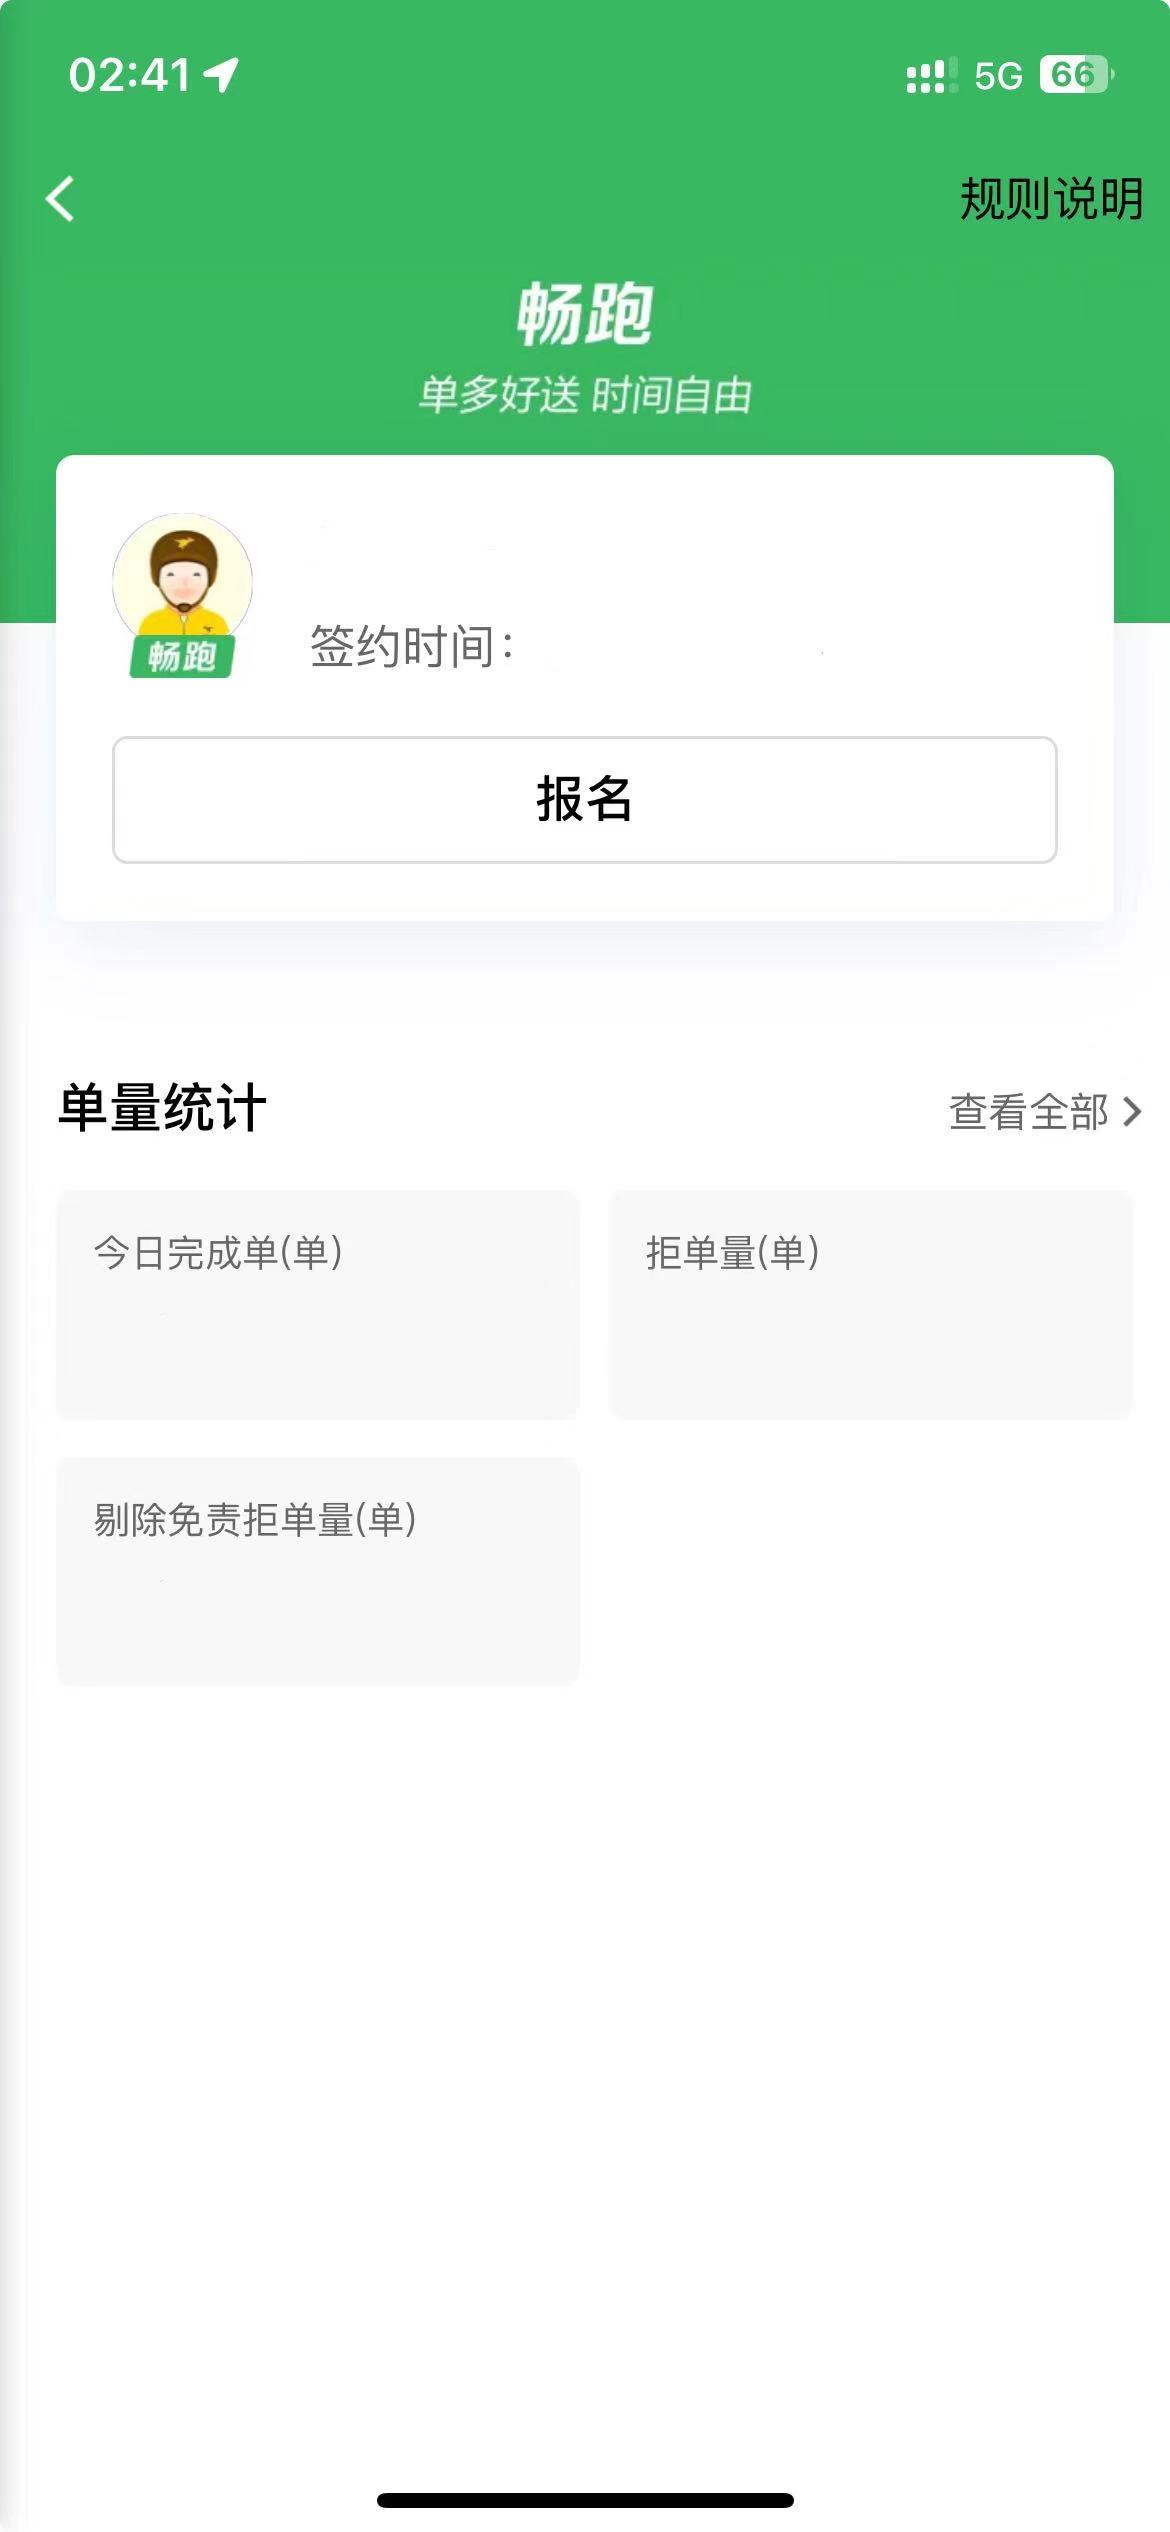 02:41 5G 66
规则说明
畅跑
单多好送 时间自由
畅跑
签约时间：
报名
单量统计
查看全部
今日完成单(单)
拒单量(单)
剔除免责拒单量(单)